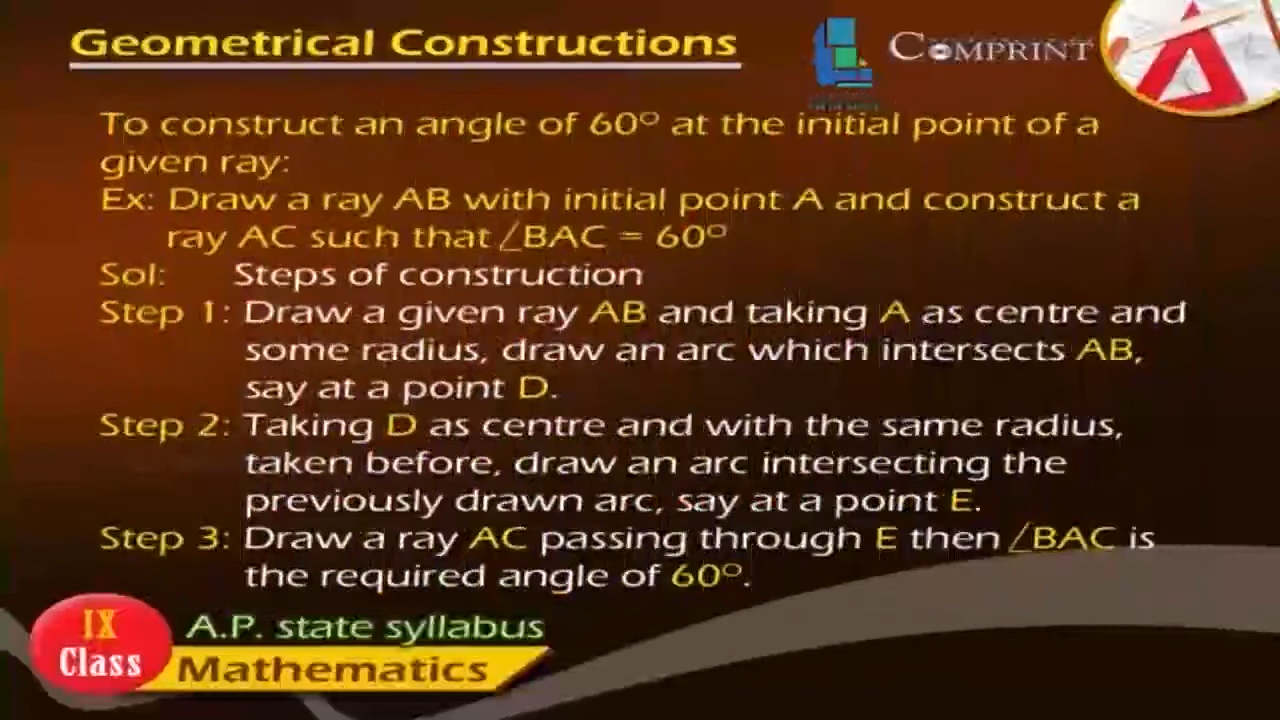 Geometrical Constructions
COMPRINT
To construct an angle of 60º at the initial point of a
given ray:
Ex: Draw a ray AB with initial point A and construct a
ray AC such that ∠BAC = 60º
Sol: Steps of construction
Step 1: Draw a given ray AB and taking A as centre and
some radius, draw an arc which intersects AB,
say at a point D.
Step 2: Taking D as centre and with the same radius,
taken before, draw an arc intersecting the
previously drawn arc, say at a point E.
Step 3: Draw a ray AC passing through E then ∠BAC is
the required angle of 60º.
IX
Class
A.P. state syllabus
Mathematics